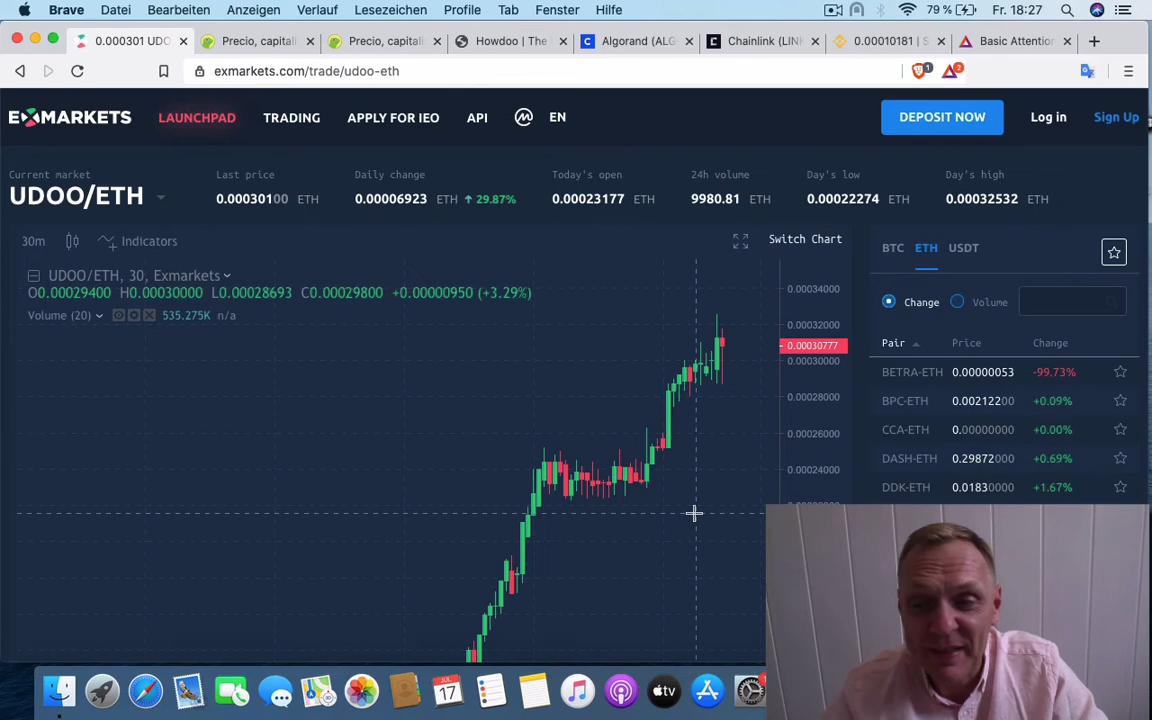 Brave Datei Bearbeiten Anzeigen Verlauf Lesezeichen Profile Tab Fenster Hilfe 79 % Fr. 18:27
0.000301 UDO Precio, capitali Precio, capitali Howdoo | The Coinbase Algorand (ALG Chainlink (LINK 0.00010181 | S Basic Attention
exmarkets.com/trade/udoo-eth 1 2
EXMARKETS LAUNCHPAD TRADING APPLY FOR IEO API EN DEPOSIT NOW Log in Sign Up
Current market Last price Daily change Today's open 24h volume Day's low Day's high
UDOO/ETH 0.00030100 ETH 0.00006923 ETH 29.87% 0.00023177 ETH 9980.81 ETH 0.00022274 ETH 0.00032532 ETH
30m Indicators Switch Chart BTC ETH USDT
UDOO/ETH, 30, Exmarkets
O0.00029400 H0.00030000 L0.00028693 C0.00029800 +0.00000950 (+3.29%)
Volume (20) 535.275K n/a
0.00034000
0.00032000
0.00030777
0.00030000
0.00028000
0.00026000
0.00024000
Change Volume
Pair Price Change
BETRA-ETH 0.00000053 -99.73%
BPC-ETH 0.00212200 +0.09%
CCA-ETH 0.00000000 +0.00%
DASH-ETH 0.29872000 +0.69%
DDK-ETH 0.01830000 +1.67%
JUL
17
tv